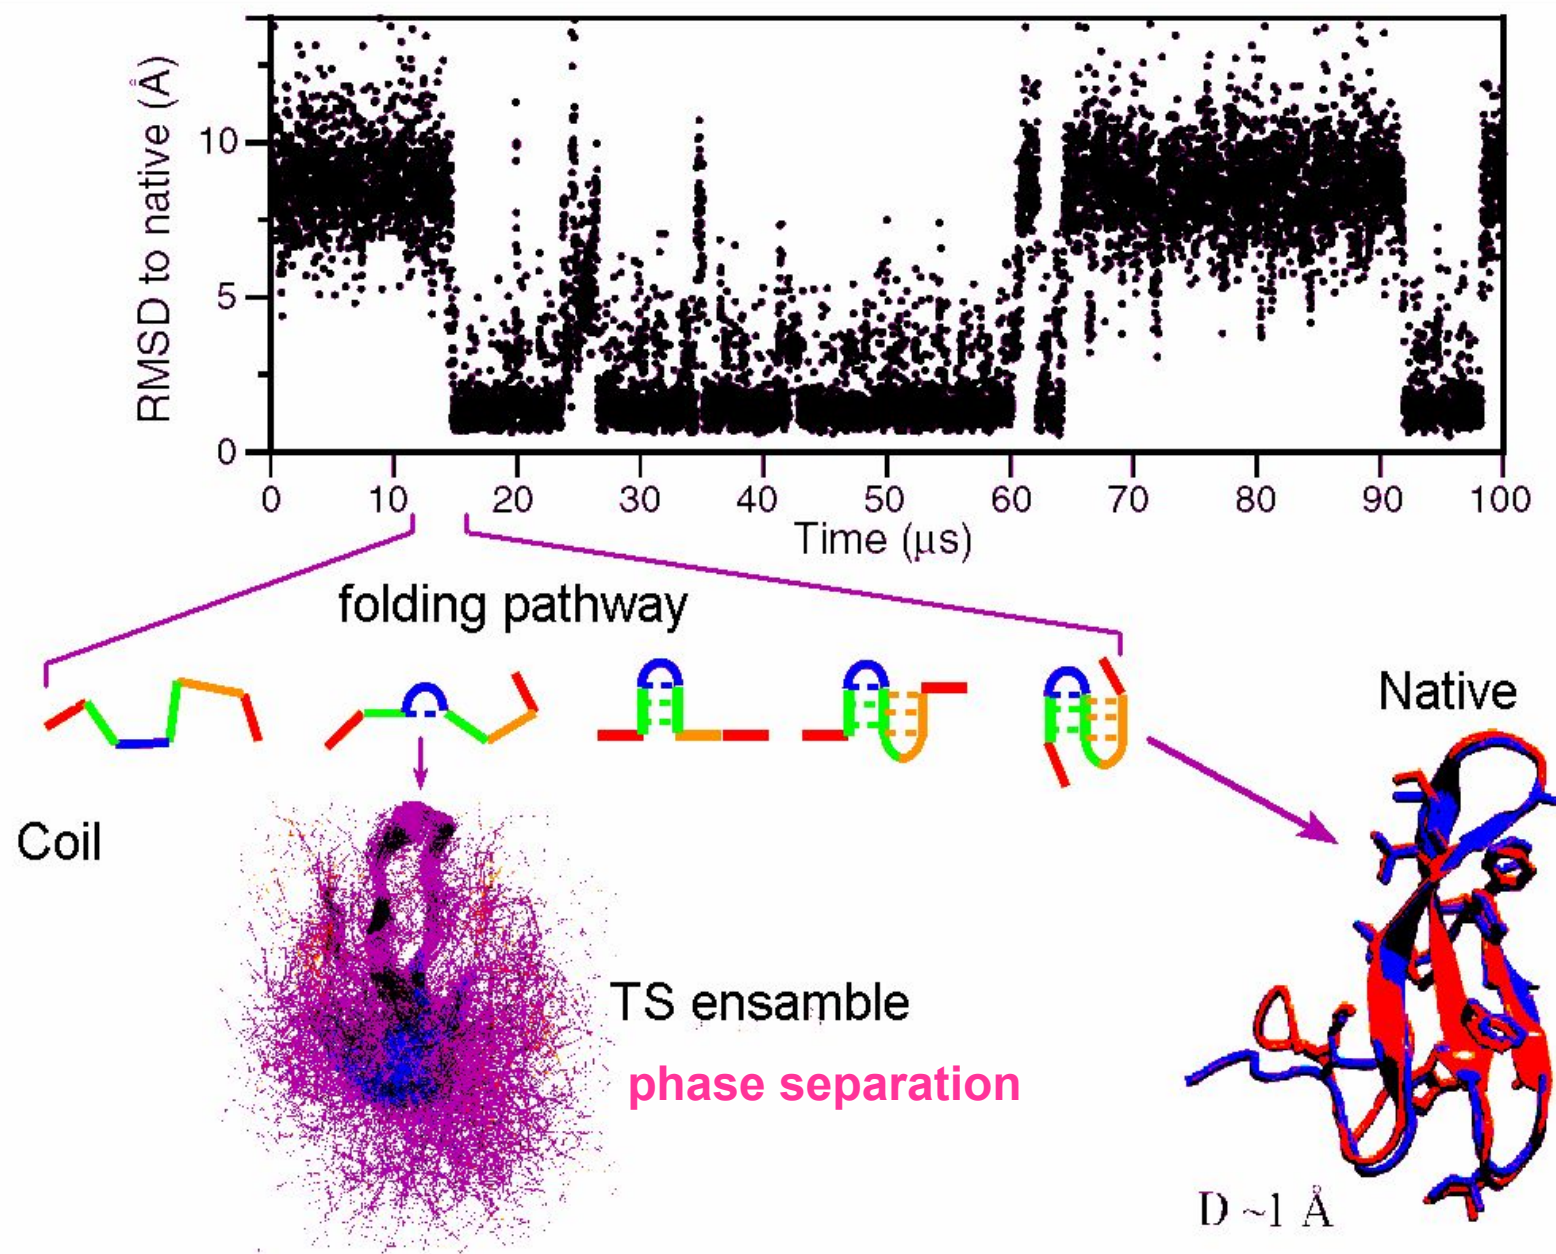 RMSD to native (Å)
10
5
0
0 10 20 30 40 50 60 70 80 90 100
Time (μs)
folding pathway
Native
Coil
TS ensamble
phase separation
D ~1 Å